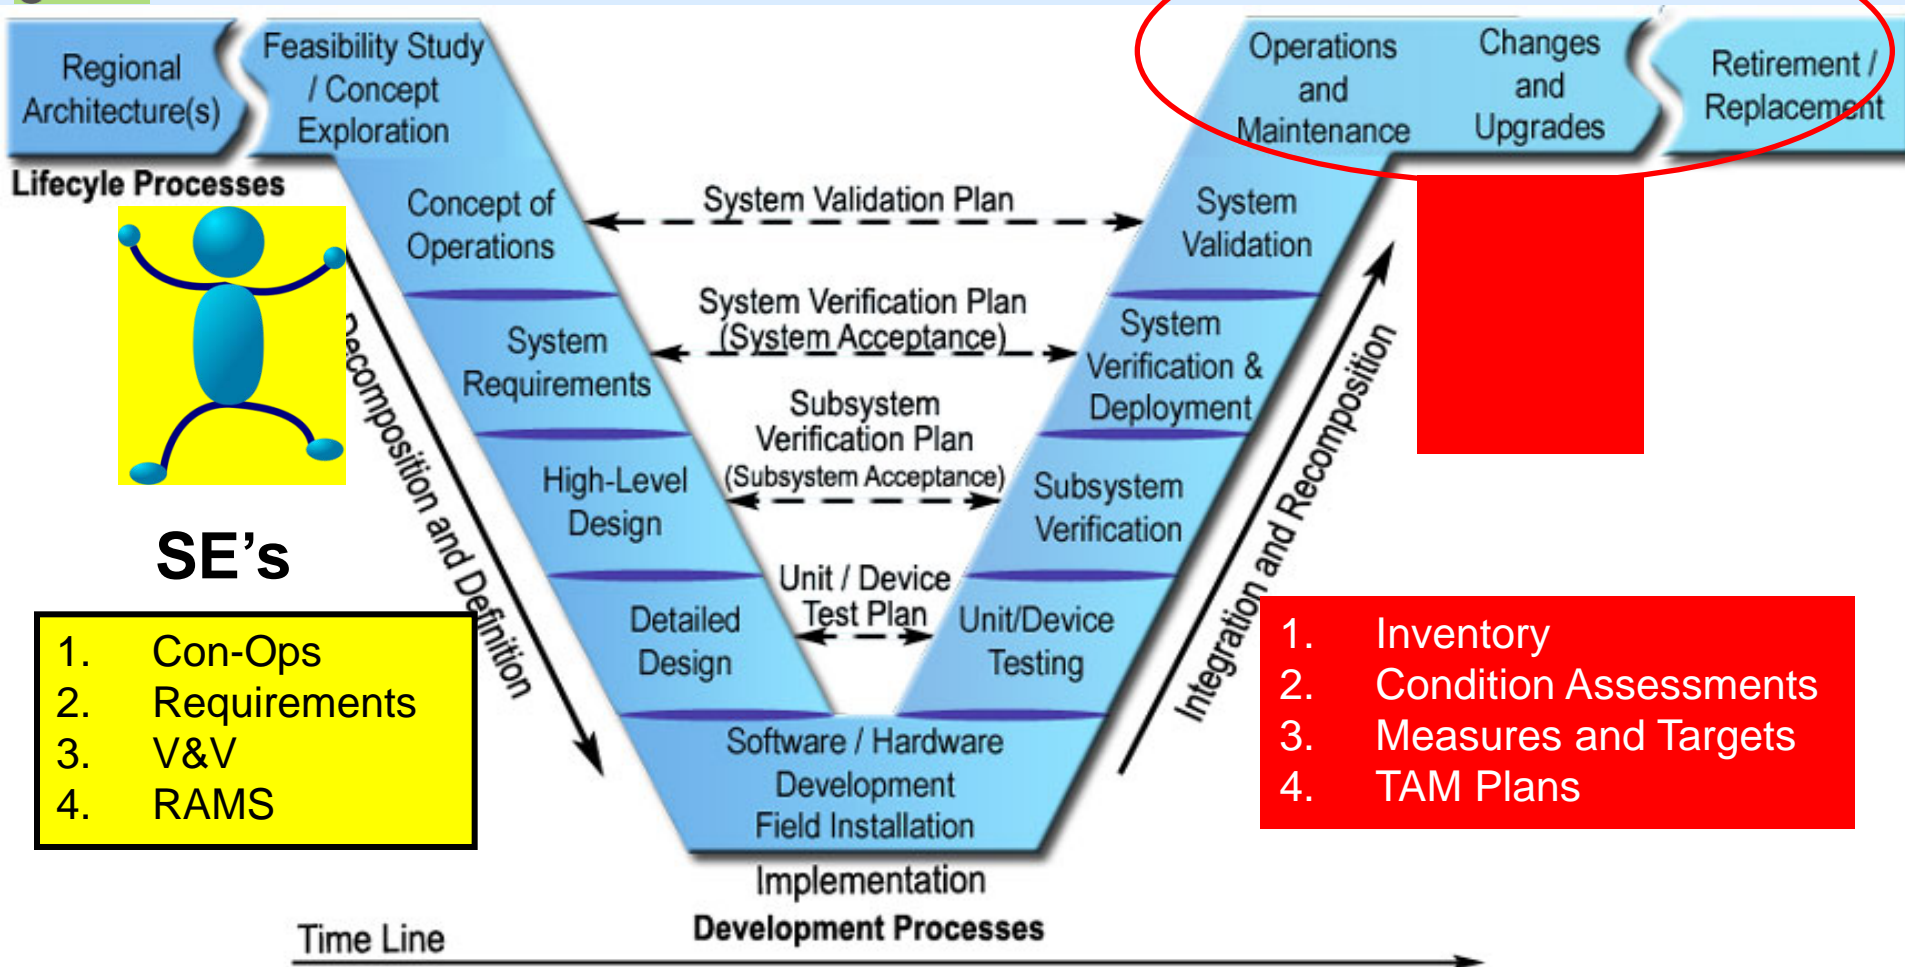 Regional
Architecture(s)
Feasibility Study
/ Concept
Exploration
Operations
and
Maintenance
Changes
and
Upgrades
Retirement /
Replacement
Lifecyle Processes
Concept of
Operations
System Validation Plan
System
Validation
System
Requirements
System Verification Plan
(System Acceptance)
System
Verification &
Deployment
High-Level
Design
Subsystem
Verification Plan
(Subsystem Acceptance)
Subsystem
Verification
Detailed
Design
Unit / Device
Test Plan
Unit/Device
Testing
Software / Hardware
Development
Field Installation
Implementation
Development Processes
Decomposition and Definition
Integration and Recomposition
SE's
1. Con-Ops
2. Requirements
3. V&V
4. RAMS
1. Inventory
2. Condition Assessments
3. Measures and Targets
4. TAM Plans
Time Line